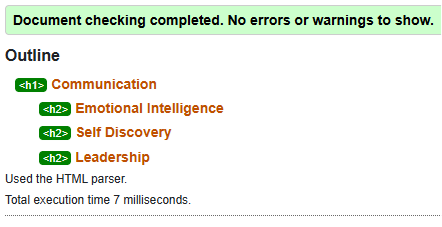 Document checking completed. No errors or warnings to show.
Outline
<h1> Communication
<h2> Emotional Intelligence
<h2> Self Discovery
<h2> Leadership
Used the HTML parser.
Total execution time 7 milliseconds.